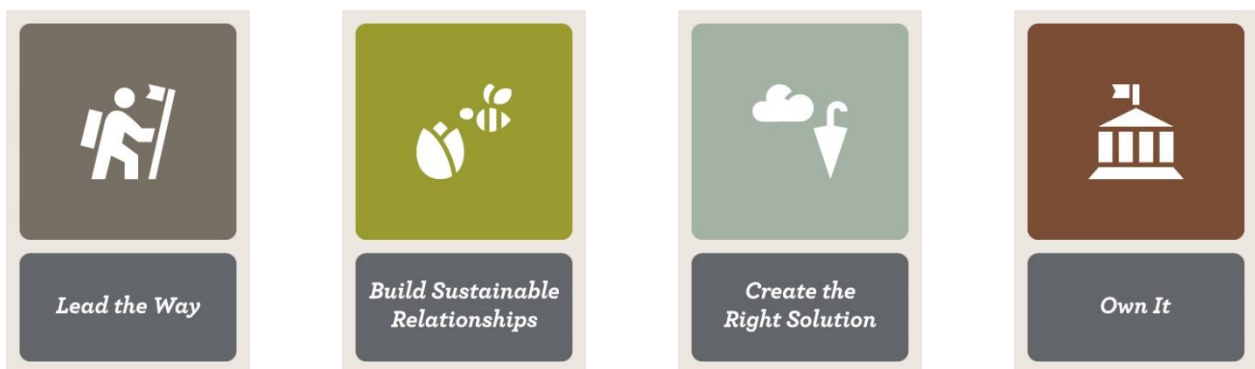 Lead the Way
Build Sustainable
Relationships
Create the
Right Solution
Own It